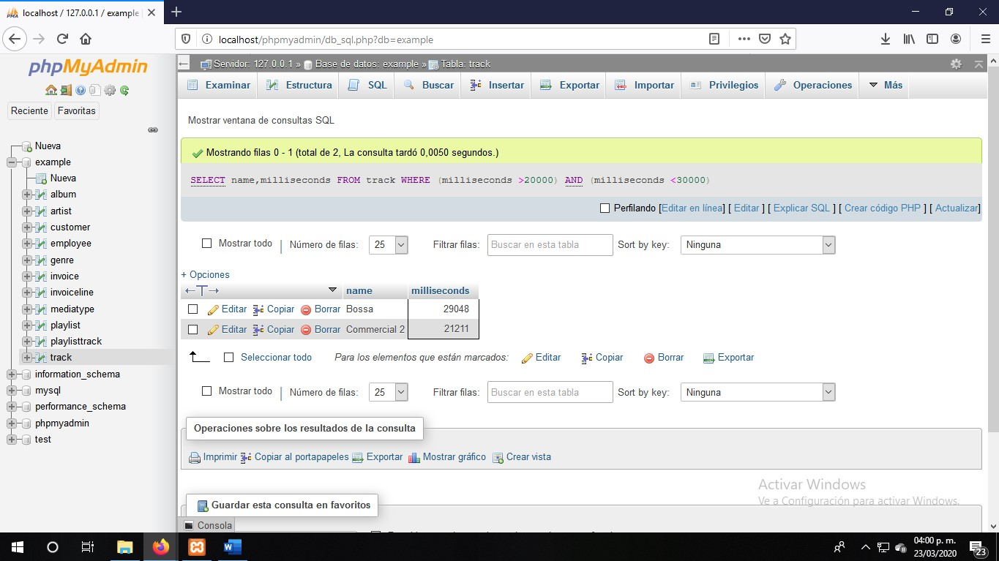 localhost / 127.0.0.1 / example
localhost/phpmyadmin/db_sql.php?db=example
phpMyAdmin
Reciente Favoritas
Nueva
example
Nueva
album
artist
customer
employee
genre
invoice
invoiceline
mediatype
playlist
playlisttrack
track
information_schema
mysql
performance_schema
phpmyadmin
test
Servidor: 127.0.0.1 » Base de datos: example » Tabla: track
Examinar Estructura SQL Buscar Insertar Exportar Importar Privilegios Operaciones Más
Mostrar ventana de consultas SQL
Mostrando filas 0 - 1 (total de 2, La consulta tardó 0,0050 segundos.)
SELECT name,milliseconds FROM track WHERE (milliseconds >20000) AND (milliseconds <30000)
Perfilando [Editar en línea] [ Editar ] [ Explicar SQL ] [ Crear código PHP ] [ Actualizar]
Mostrar todo | Número de filas: 25 Filtrar filas: Buscar en esta tabla Sort by key: Ninguna
+ Opciones
←T→ name milliseconds
Editar Copiar Borrar Bossa 29048
Editar Copiar Borrar Commercial 2 21211
Seleccionar todo Para los elementos que están marcados: Editar Copiar Borrar Exportar
Mostrar todo | Número de filas: 25 Filtrar filas: Buscar en esta tabla Sort by key: Ninguna
Operaciones sobre los resultados de la consulta
Imprimir Copiar al portapapeles Exportar Mostrar gráfico Crear vista
Guardar esta consulta en favoritos
Consola
Activar Windows
Ve a Configuración para activar Windows.
04:00 p. m.
23/03/2020
23